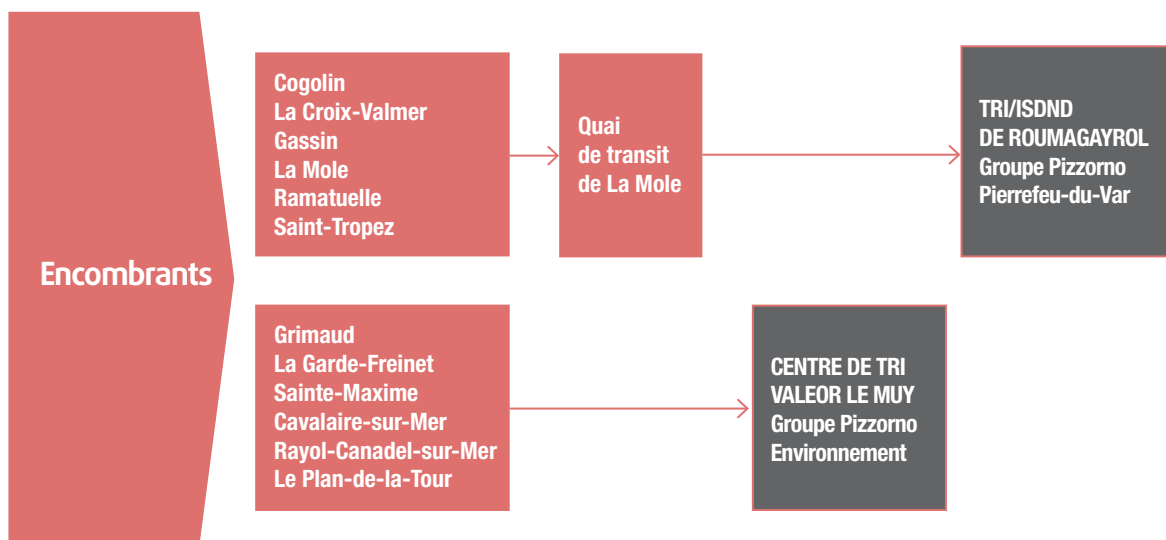 Encombrants
Cogolin
La Croix-Valmer
Gassin
La Mole
Ramatuelle
Saint-Tropez
Quai
de transit
de La Mole
TRI/ISDND
DE ROUMAGAYROL
Groupe Pizzorno
Pierrefeu-du-Var
Grimaud
La Garde-Freinet
Sainte-Maxime
Cavalaire-sur-Mer
Rayol-Canadel-sur-Mer
Le Plan-de-la-Tour
CENTRE DE TRI
VALEOR LE MUY
Groupe Pizzorno
Environnement